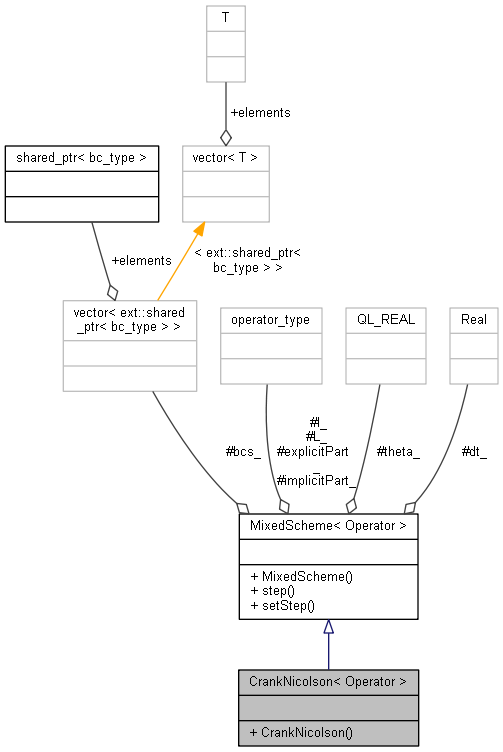 T
+elements
shared_ptr< bc_type >
vector< T >
+elements
< ext::shared_ptr<
bc_type > >
vector< ext::shared
_ptr< bc_type > >
operator_type
QL_REAL
Real
#bcs_
#I_
#L_
#explicitPart
_
#implicitPart_
#theta_
#dt_
MixedScheme< Operator >
+ MixedScheme()
+ step()
+ setStep()
CrankNicolson< Operator >
+ CrankNicolson()